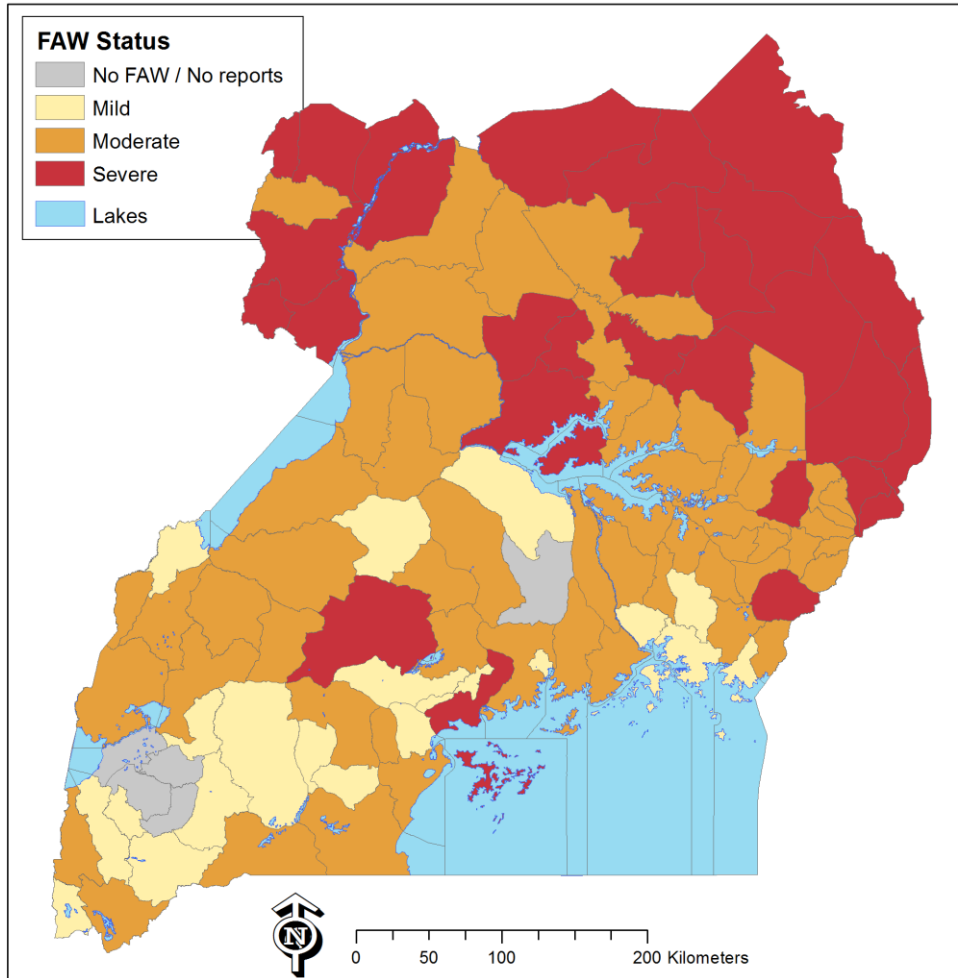 FAW Status
No FAW / No reports
Mild
Moderate
Severe
Lakes
N
0 50 100 200 Kilometers